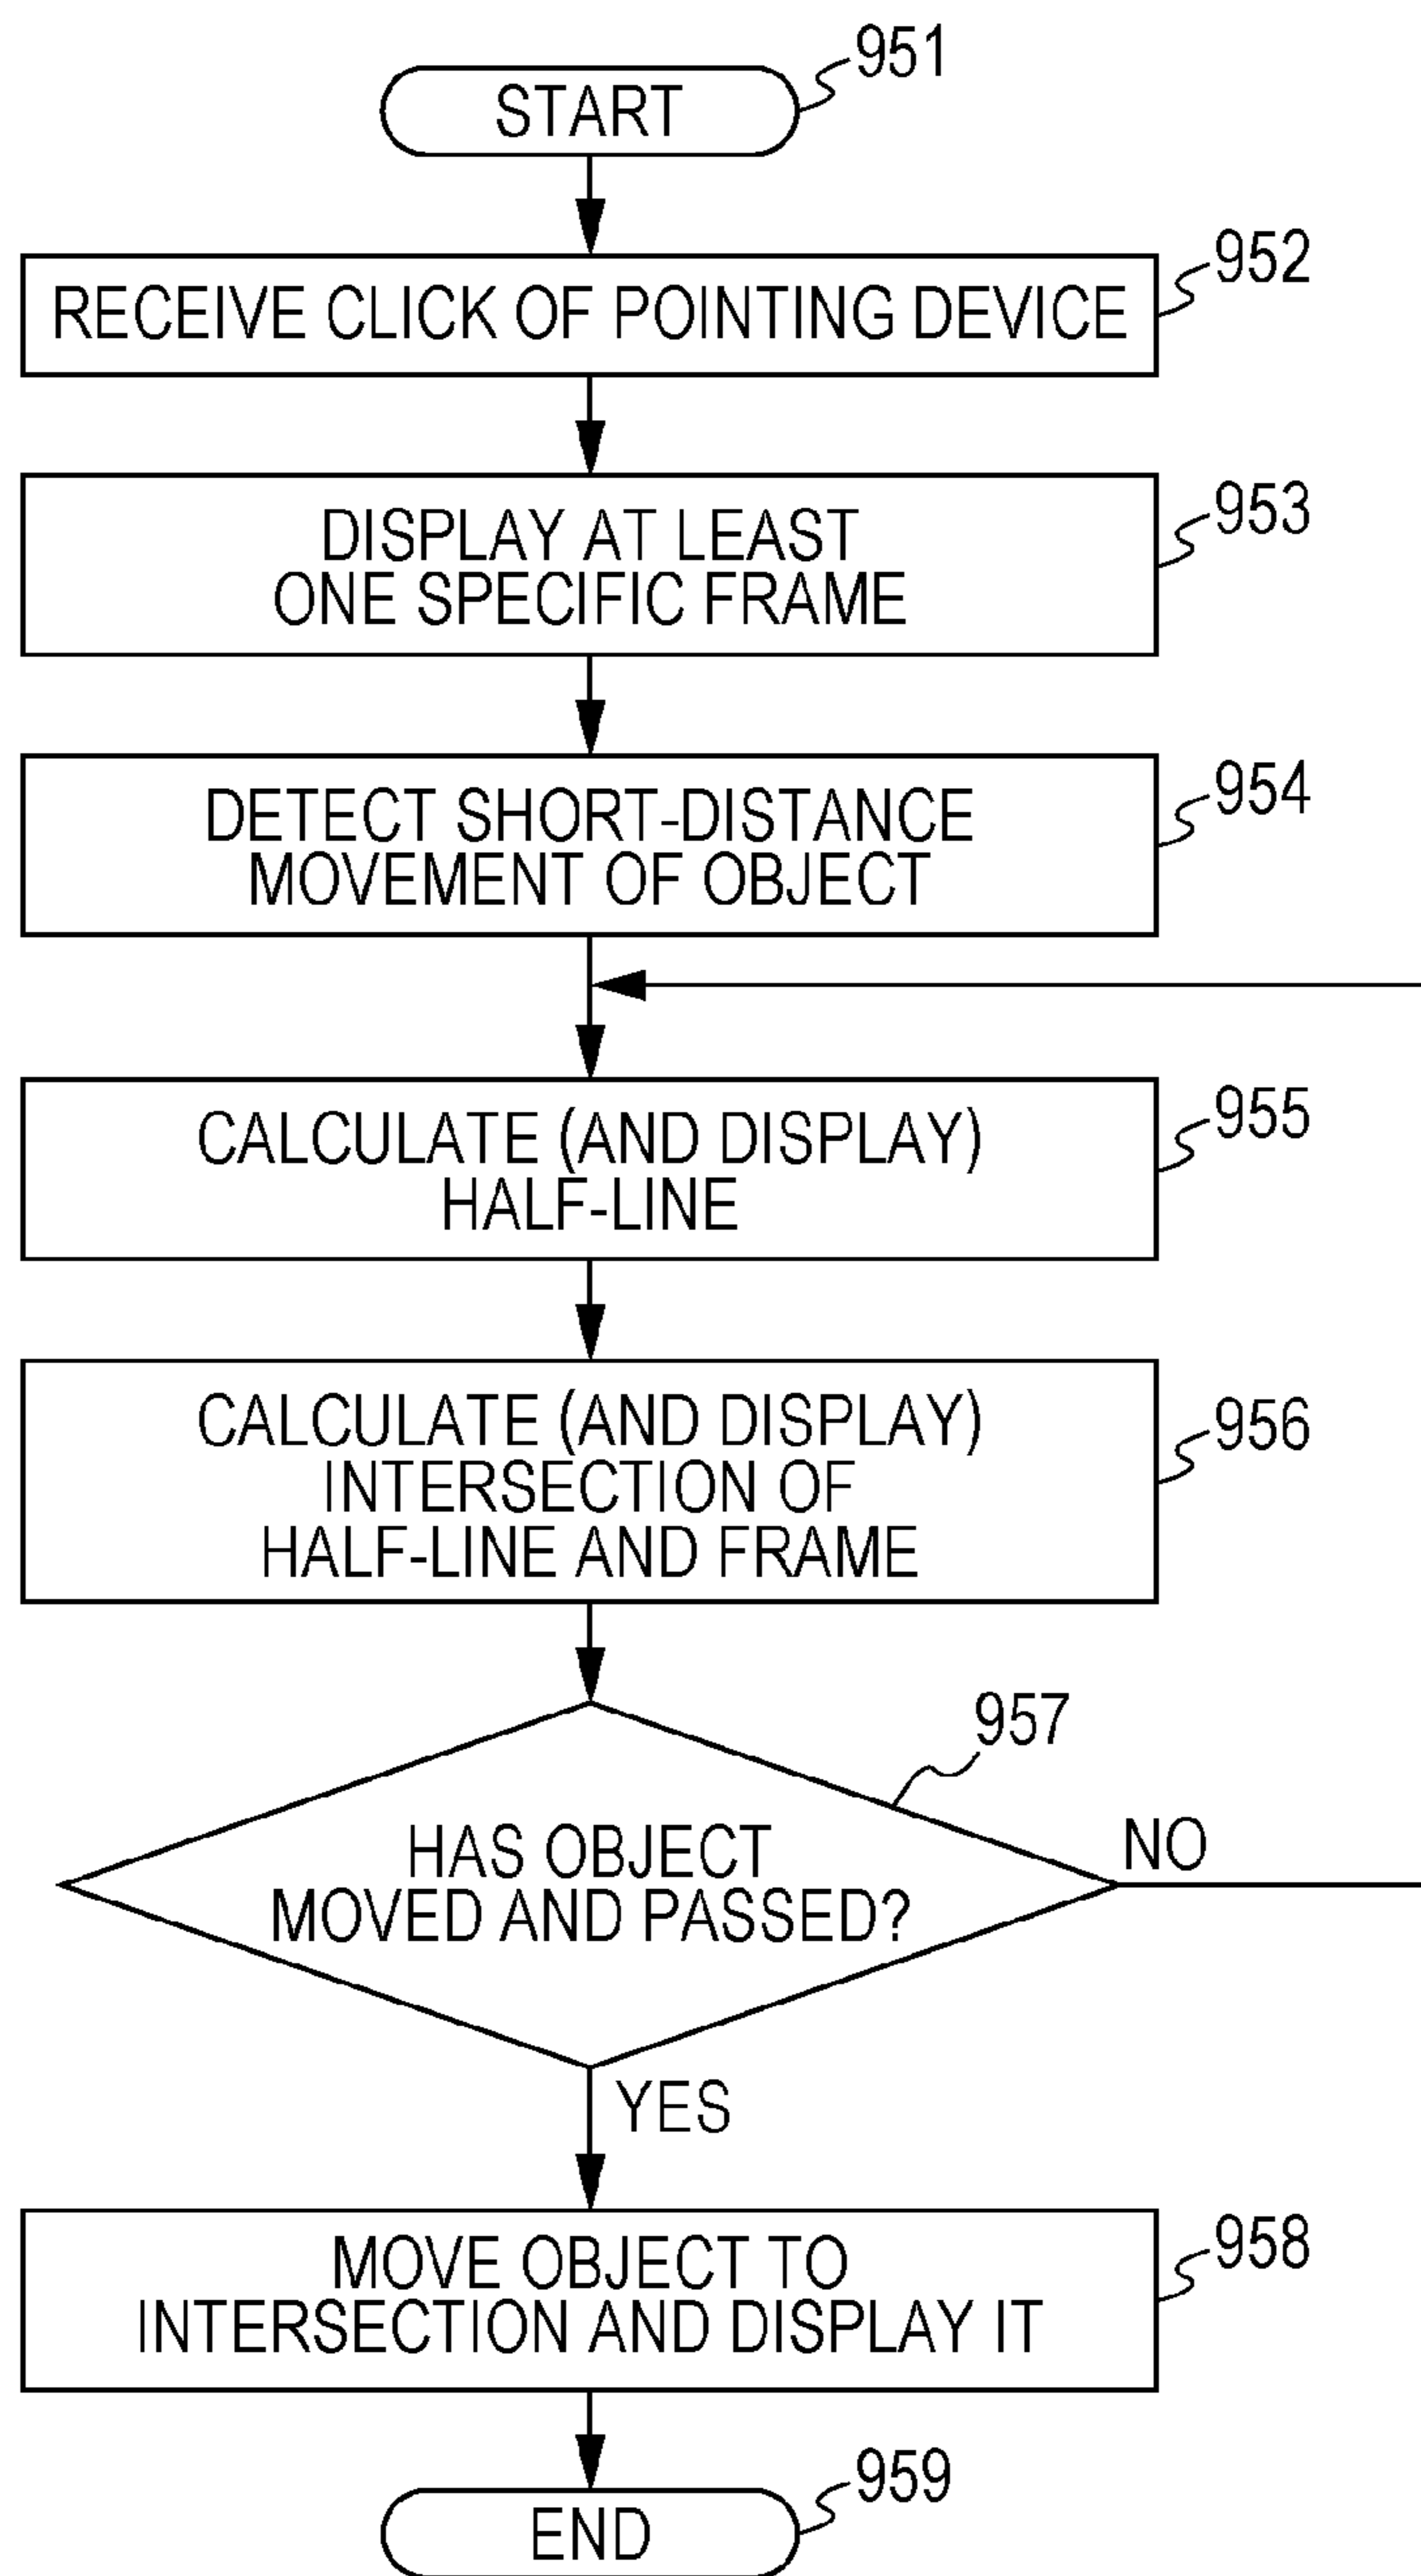 START
951
RECEIVE CLICK OF POINTING DEVICE
952
DISPLAY AT LEAST
ONE SPECIFIC FRAME
953
DETECT SHORT-DISTANCE
MOVEMENT OF OBJECT
954
CALCULATE (AND DISPLAY)
HALF-LINE
955
CALCULATE (AND DISPLAY)
INTERSECTION OF
HALF-LINE AND FRAME
956
957
HAS OBJECT
MOVED AND PASSED?
NO
YES
MOVE OBJECT TO
INTERSECTION AND DISPLAY IT
958
END
959